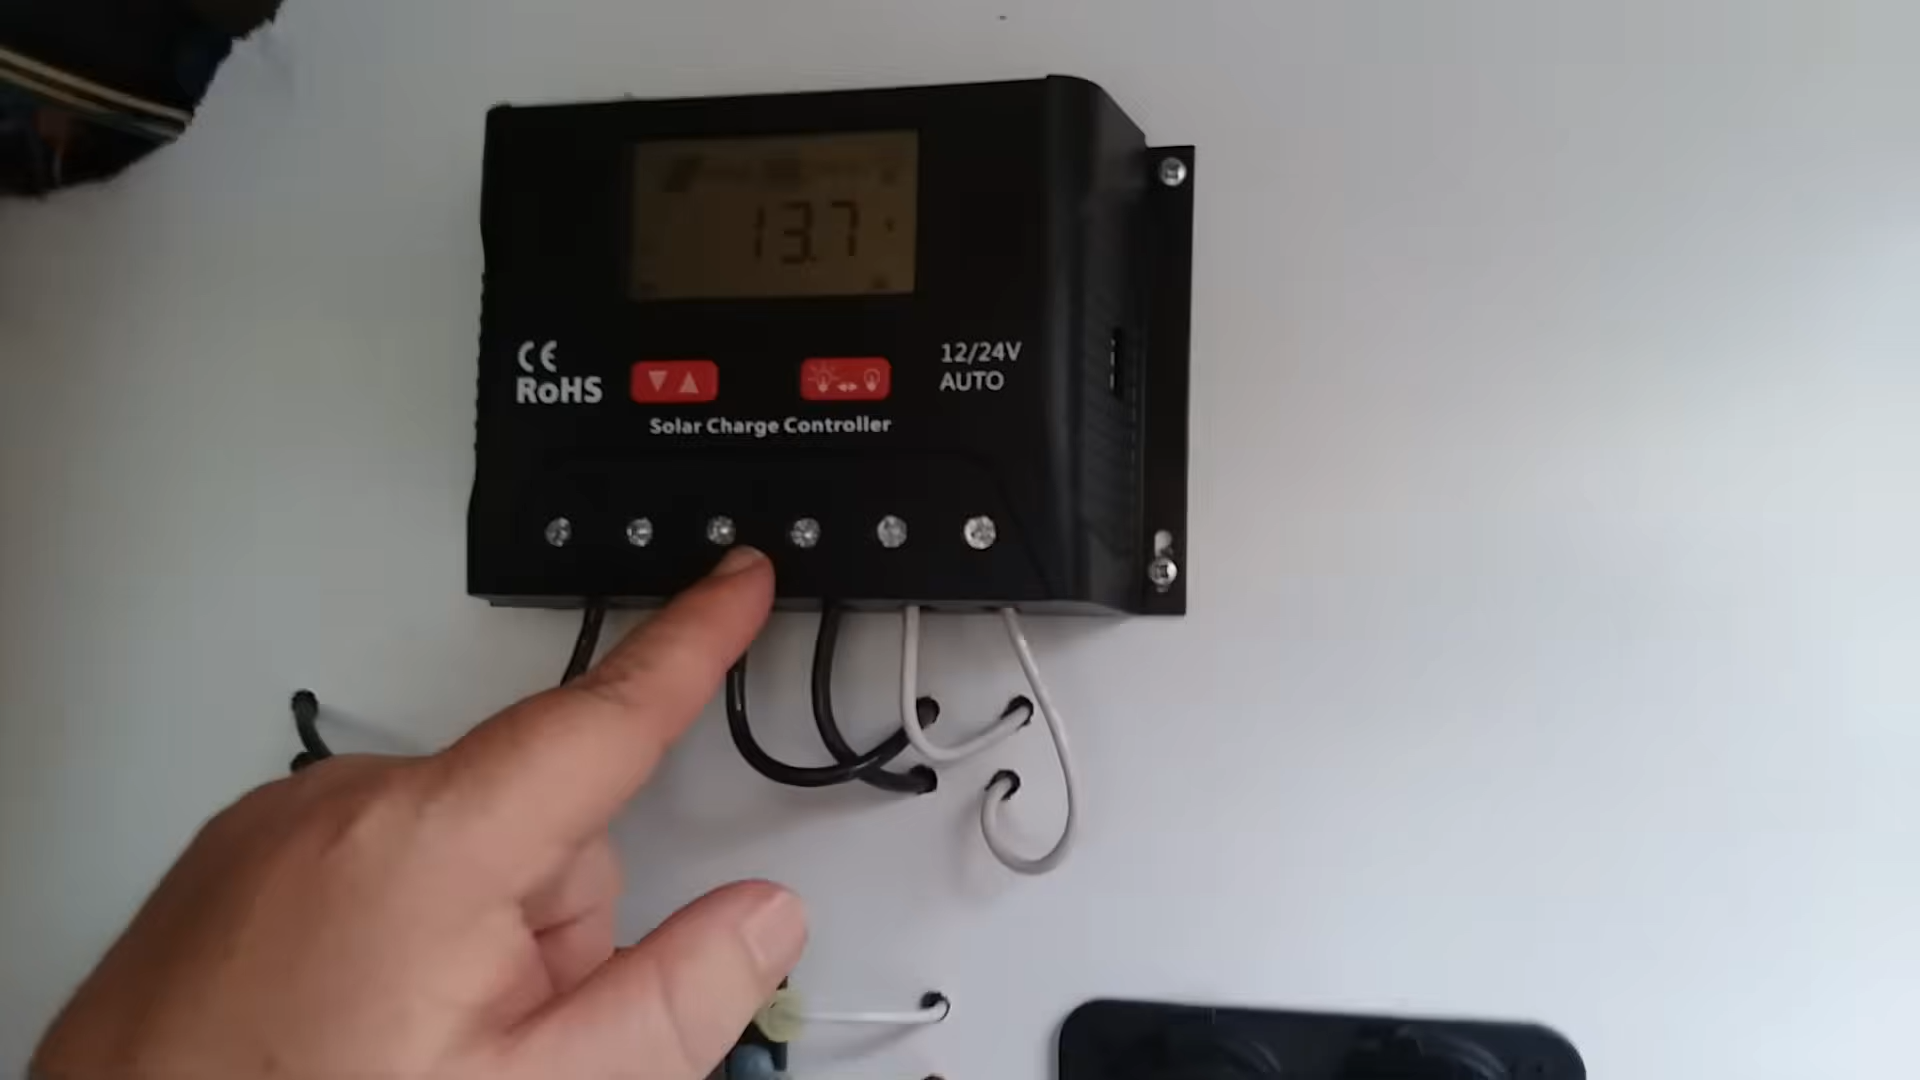 13.7
CE
RoHS
12/24V
AUTO
Solar Charge Controller